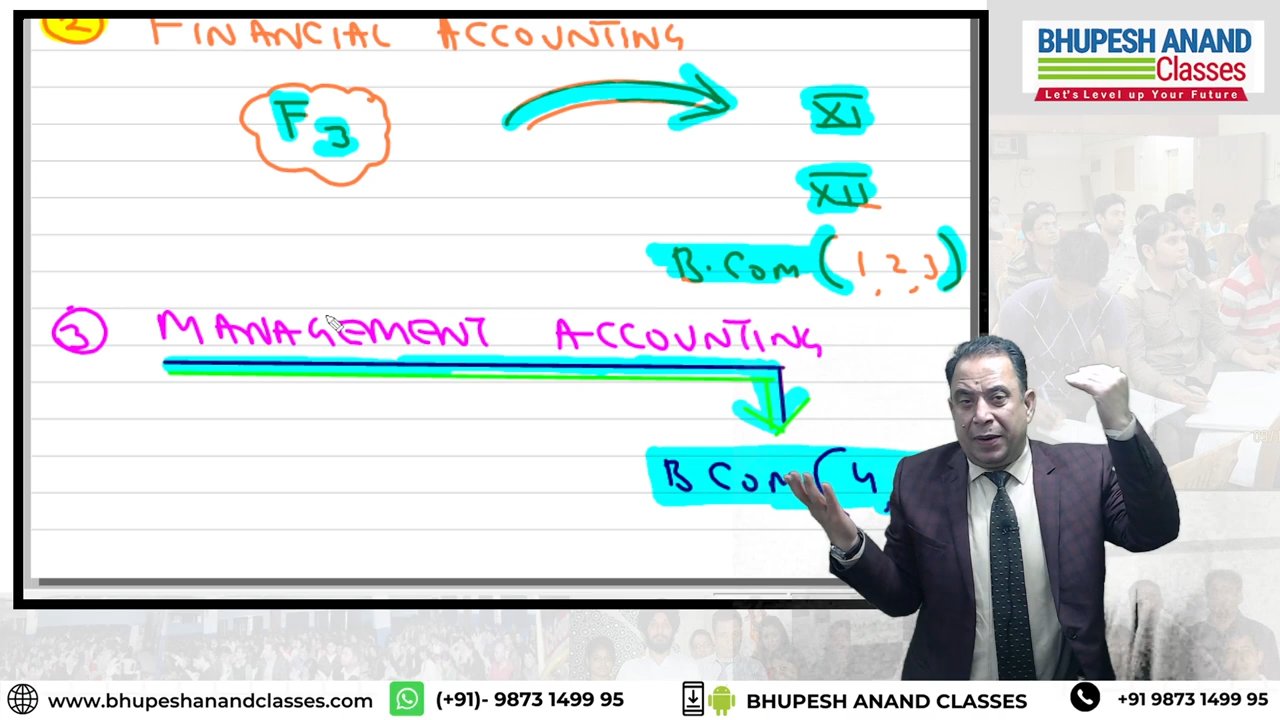 2 FINANCIAL ACCOUNTING
F3
XI
XII
B.Com (1, 2, 3)
3 MANAGEMENT ACCOUNTING
B Com (4,
BHUPESH ANAND
Classes
Let's Level up Your Future
www.bhupeshanandclasses.com
(+91)- 9873 1499 95
BHUPESH ANAND CLASSES
+91 9873 1499 95